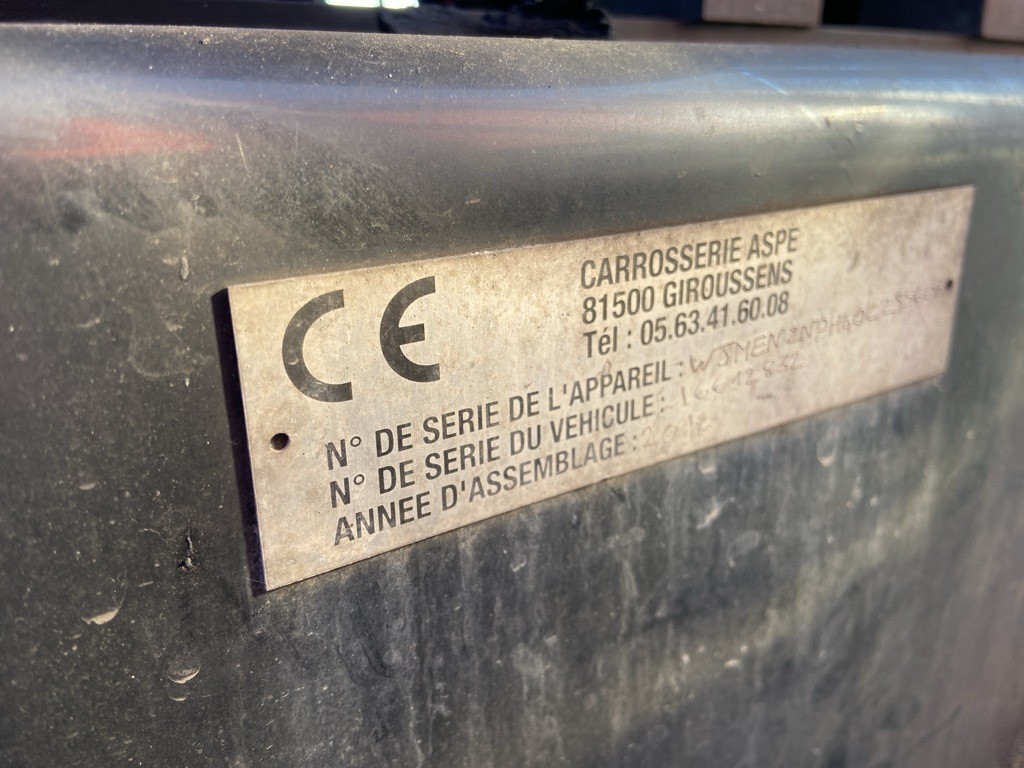 CE
CARROSSERIE ASPE
81500 GIROUSSENS
Tél : 05.63.41.60.08
N° DE SERIE DE L'APPAREIL :
N° DE SERIE DU VEHICULE :
ANNEE D'ASSEMBLAGE : 2018